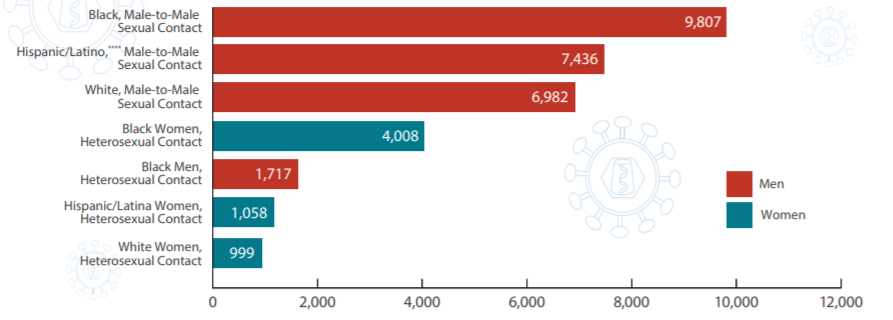 Black, Male-to-Male
Sexual Contact
9,807
Hispanic/Latino,**** Male-to-Male
Sexual Contact
7,436
White, Male-to-Male
Sexual Contact
6,982
Black Women,
Heterosexual Contact
4,008
Black Men,
Heterosexual Contact
1,717
Hispanic/Latina Women,
Heterosexual Contact
1,058
White Women,
Heterosexual Contact
999
Men
Women
0 2,000 4,000 6,000 8,000 10,000 12,000